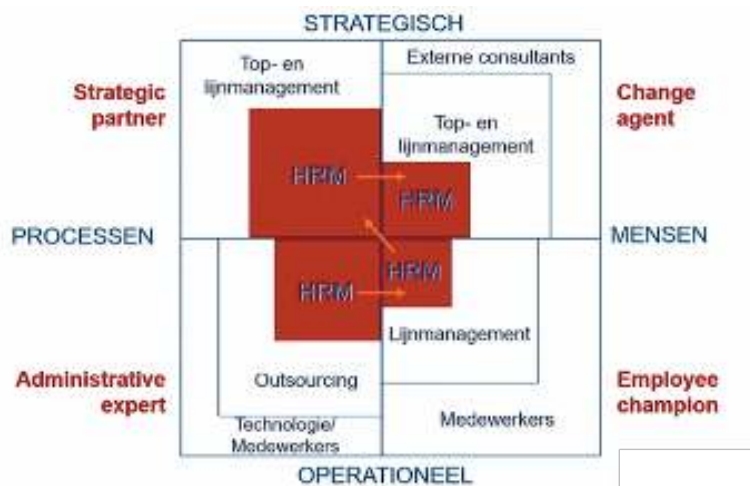 STRATEGISCH
Top- en
lijnmanagement
Externe consultants
Strategic
partner
Change
agent
Top- en
lijnmanagement
HRM
HRM
PROCESSEN
MENSEN
HRM
HRM
Lijnmanagement
Administrative
expert
Outsourcing
Employee
champion
Technologie/
Medewerkers
Medewerkers
OPERATIONEEL